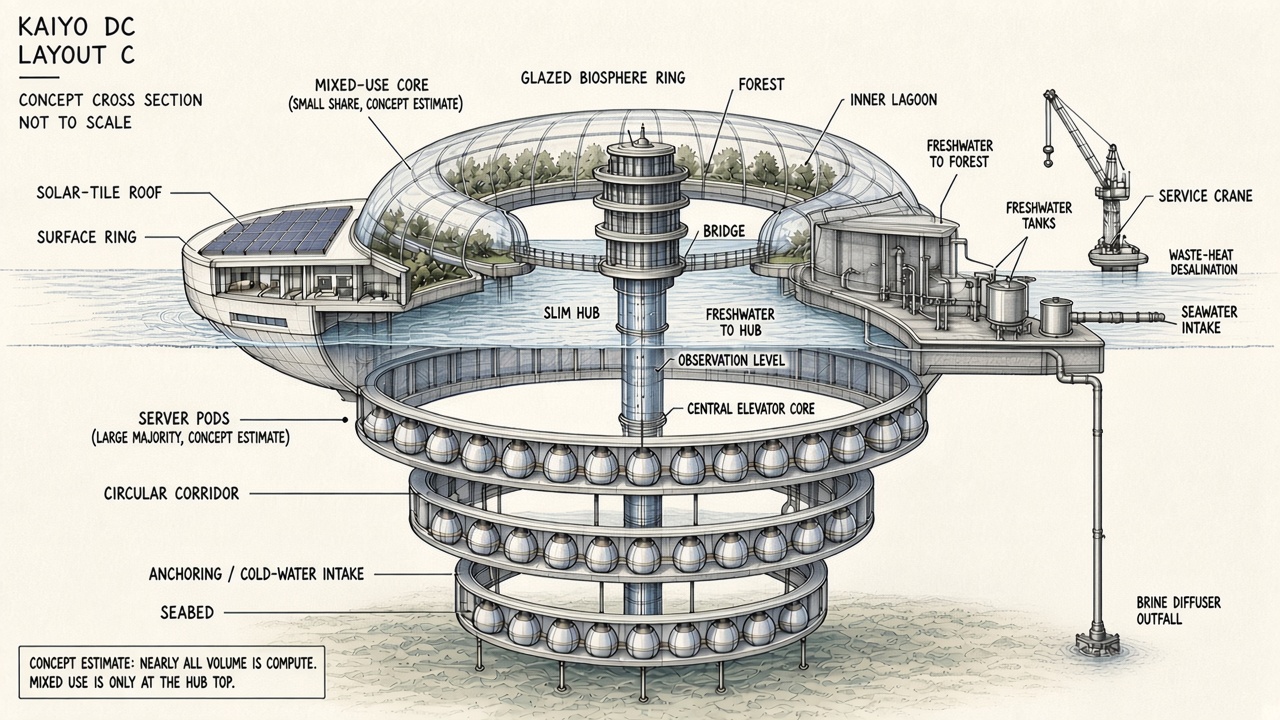 KAIYO DC
LAYOUT C
CONCEPT CROSS SECTION
NOT TO SCALE
MIXED-USE CORE
(SMALL SHARE, CONCEPT ESTIMATE)
GLAZED BIOSPHERE RING
FOREST
INNER LAGOON
FRESHWATER
TO FOREST
SOLAR-TILE ROOF
SURFACE RING
FRESHWATER
TANKS
SERVICE CRANE
BRIDGE
WASTE-HEAT
DESALINATION
SLIM HUB
FRESHWATER
TO HUB
SEAWATER
INTAKE
OBSERVATION LEVEL
CENTRAL ELEVATOR CORE
SERVER PODS
(LARGE MAJORITY, CONCEPT ESTIMATE)
CIRCULAR CORRIDOR
ANCHORING / COLD-WATER INTAKE
SEABED
BRINE DIFFUSER
OUTFALL
CONCEPT ESTIMATE: NEARLY ALL VOLUME IS COMPUTE.
MIXED USE IS ONLY AT THE HUB TOP.